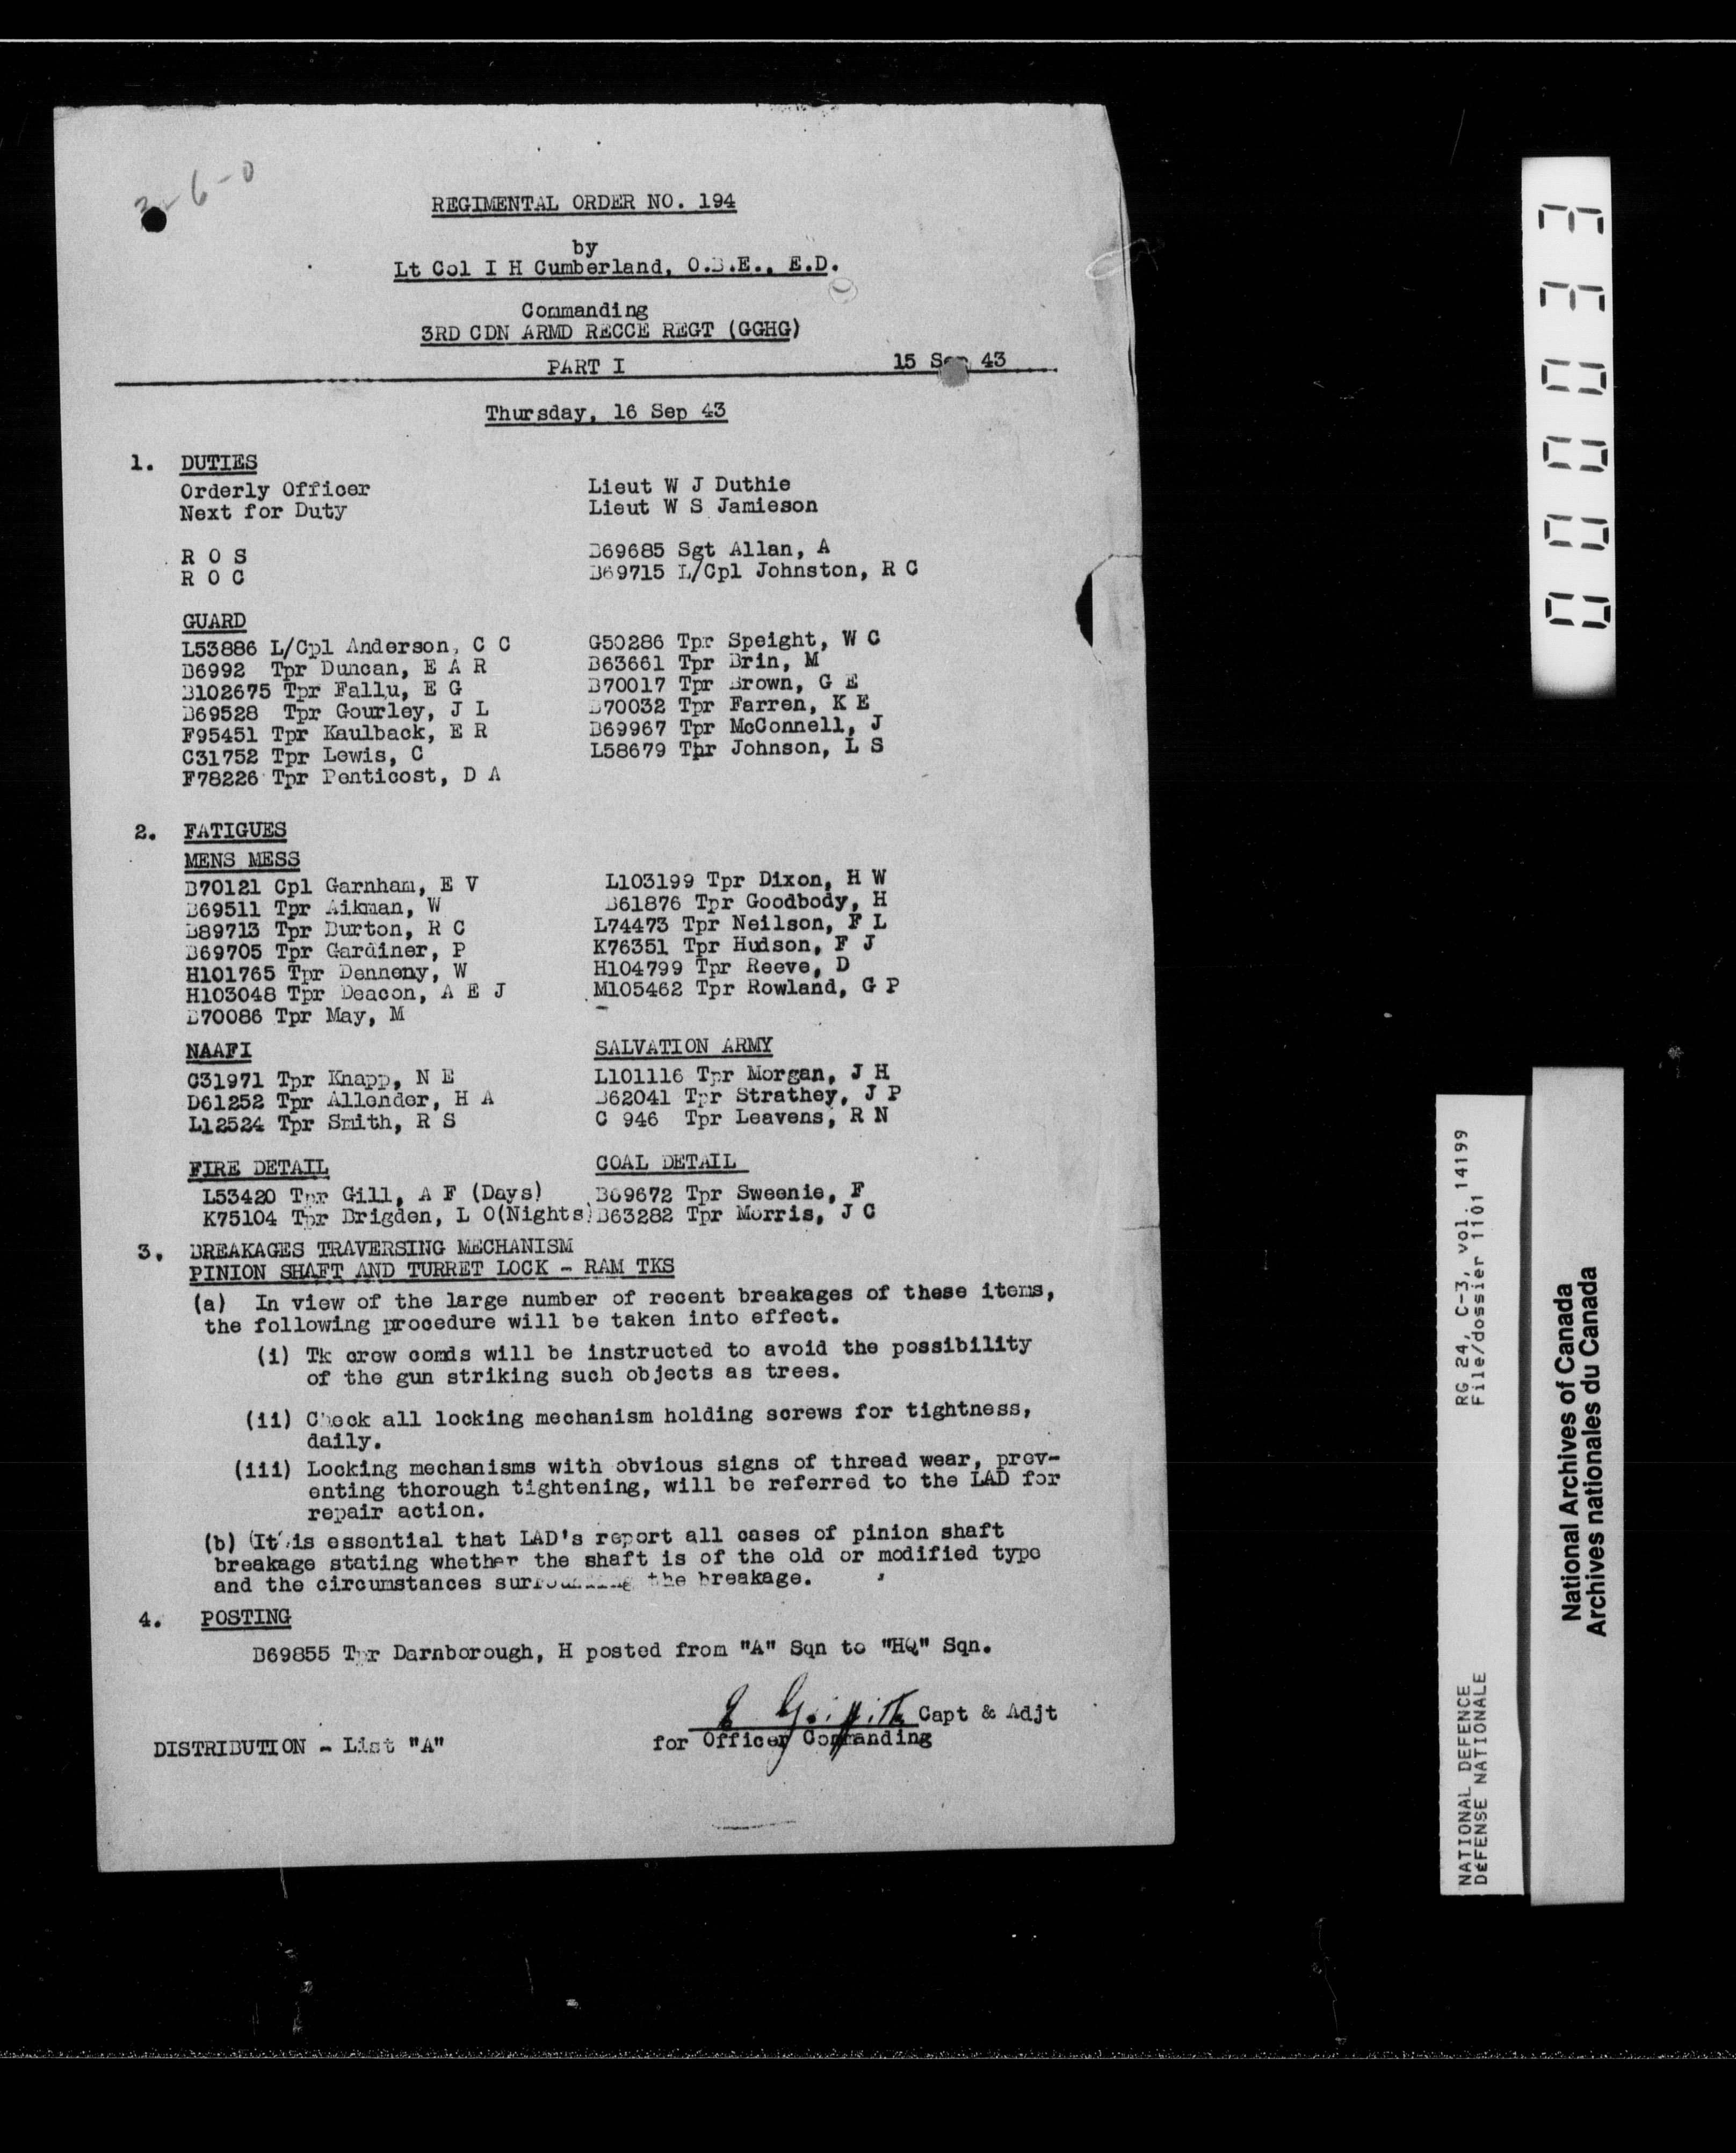 3-6-0
REGIMENTAL ORDER NO. 194
by
Lt Col I H Cumberland, O.B.E., E.D.
Commanding
3RD CDN ARMD RECCE REGT (GGHG)
PART I 15 Sep 43
Thursday, 16 Sep 43
1. DUTIES
Orderly Officer Lieut W J Duthie
Next for Duty Lieut W S Jamieson
R O S B69685 Sgt Allan, A
R O C B69715 L/Cpl Johnston, R C
GUARD
L53886 L/Cpl Anderson, C C G50286 Tpr Speight, W C
B6992 Tpr Duncan, E A R B63661 Tpr Brin, M
B102675 Tpr Fallu, E G B70017 Tpr Brown, G E
B69528 Tpr Gourley, J L B70032 Tpr Farren, K E
F95451 Tpr Kaulback, E R B69967 Tpr McConnell, J
C31752 Tpr Lewis, C L58679 Tpr Johnson, L S
F78226 Tpr Penticost, D A
2. FATIGUES
MENS MESS
B70121 Cpl Garnham, E V L103199 Tpr Dixon, H W
B69511 Tpr Aikman, W B61876 Tpr Goodbody, H
B89713 Tpr Burton, R C L74473 Tpr Neilson, F L
B69705 Tpr Gardiner, P K76351 Tpr Hudson, F J
H101765 Tpr Denneny, W H104799 Tpr Reeve, D
H103048 Tpr Deacon, A E J M105462 Tpr Rowland, G P
B70086 Tpr May, M
NAAFI SALVATION ARMY
C31971 Tpr Knapp, N E L101116 Tpr Morgan, J H
D61252 Tpr Allender, H A B62041 Tpr Strathey, J P
L12524 Tpr Smith, R S C 946 Tpr Leavens, R N
FIRE DETAIL COAL DETAIL
L53420 Tpr Gill, A F (Days) B69672 Tpr Sweenie, F
K75104 Tpr Brigden, L O(Nights) B63282 Tpr Morris, J C
3. BREAKAGES TRAVERSING MECHANISM
PINION SHAFT AND TURRET LOCK - RAM TKS
(a) In view of the large number of recent breakages of these items,
the following procedure will be taken into effect.
(i) Tk crew comds will be instructed to avoid the possibility
of the gun striking such objects as trees.
(ii) Check all locking mechanism holding screws for tightness,
daily.
(iii) Locking mechanisms with obvious signs of thread wear, prev-
enting thorough tightening, will be referred to the LAD for
repair action.
(b) It is essential that LAD's report all cases of pinion shaft
breakage stating whether the shaft is of the old or modified type
and the circumstances surrounding the breakage.
4. POSTING
B69855 Tpr Darnborough, H posted from "A" Sqn to "HQ" Sqn.
Griffith Capt & Adjt
DISTRIBUTION - List "A" for Officer Commanding
000033
RG 24, C-3, vol. 14199
File/dossier 1101
NATIONAL DEFENCE
DÉFENSE NATIONALE
National Archives of Canada
Archives nationales du Canada